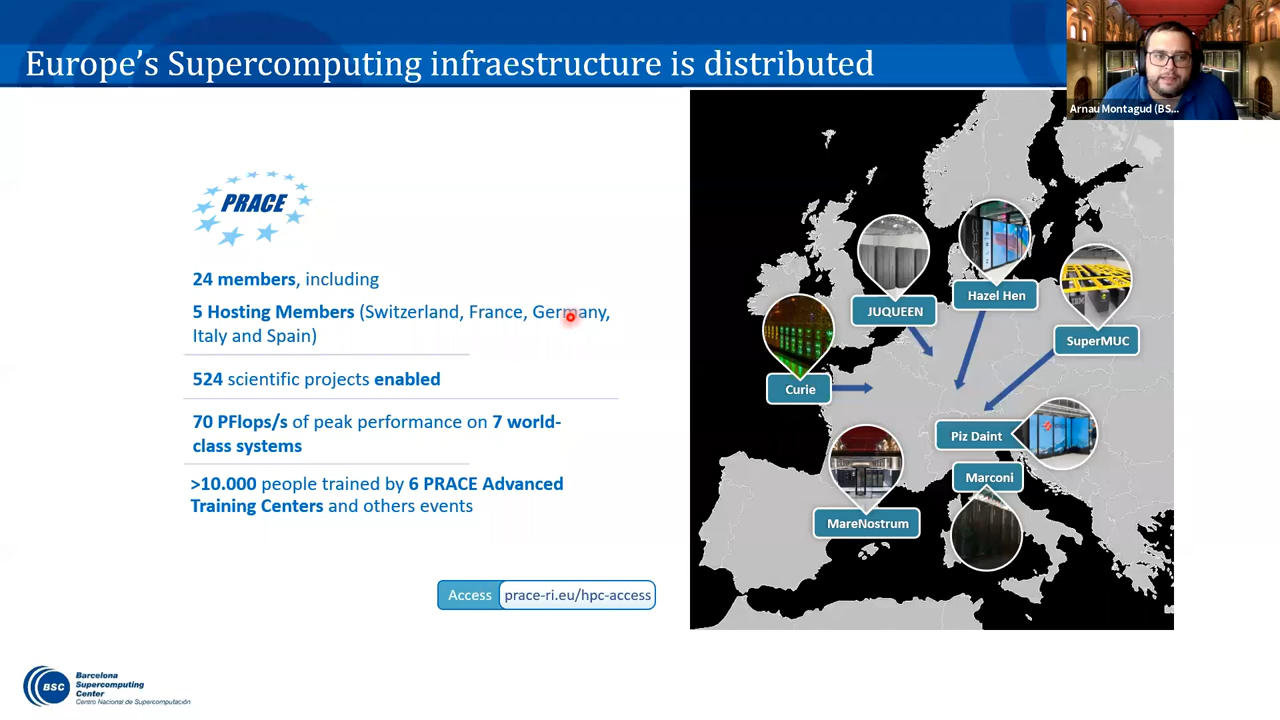 Europe’s Supercomputing infraestructure is distributed
Arnau Montagud (BS...
PRACE
24 members, including
5 Hosting Members (Switzerland, France, Germany,
Italy and Spain)
524 scientific projects enabled
70 PFlops/s of peak performance on 7 world-
class systems
>10.000 people trained by 6 PRACE Advanced
Training Centers and others events
Access prace-ri.eu/hpc-access
JUQUEEN
Hazel Hen
SuperMUC
Curie
Piz Daint
Marconi
MareNostrum
IBM
BSC
Barcelona
Supercomputing
Center
Centro Nacional de Supercomputación